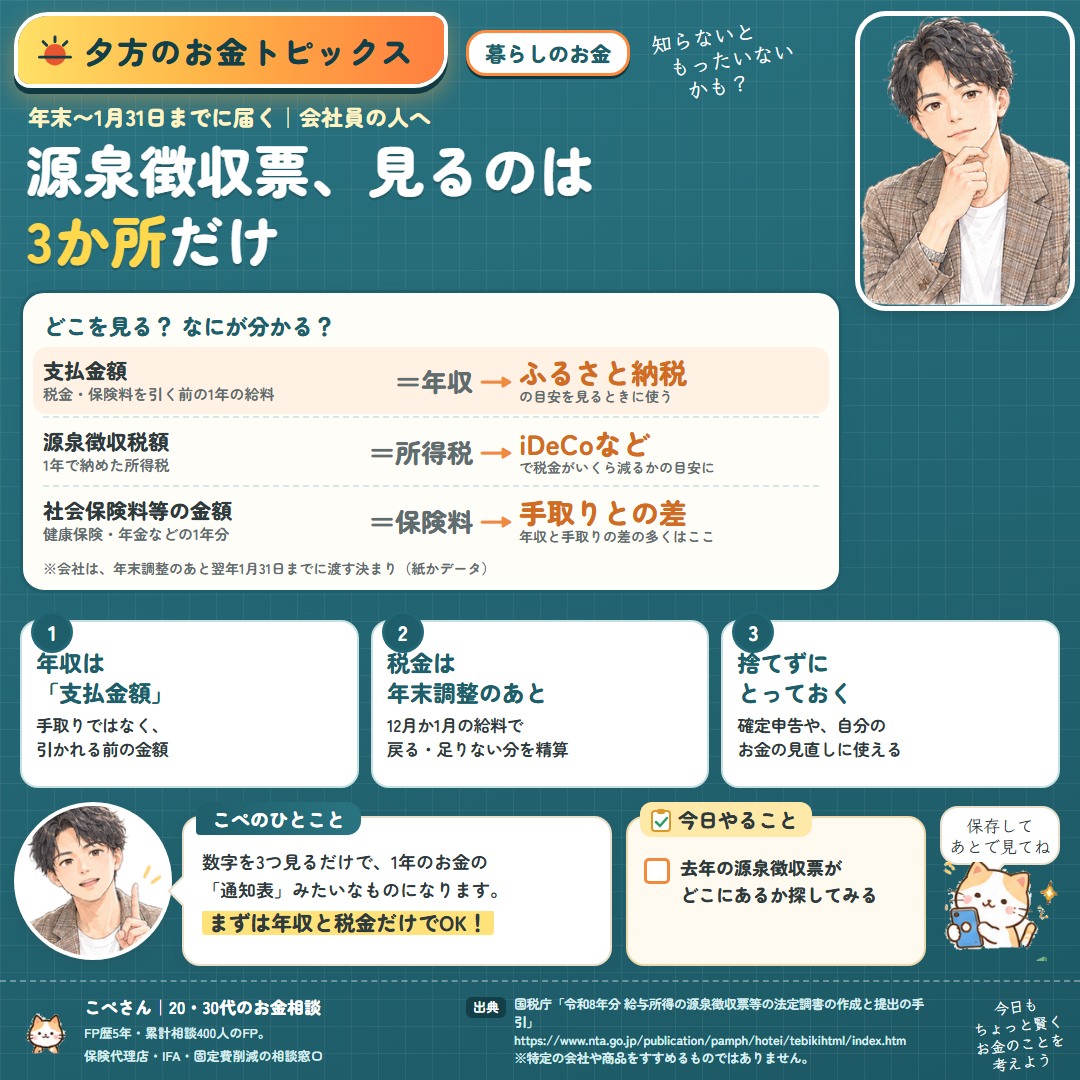 夕方のお金トピックス
暮らしのお金
知らないと
もったいない
かも？
年末〜1月31日までに届く｜会社員の人へ
源泉徴収票、見るのは
3か所だけ
どこを見る？ なにが分かる？
支払金額
税金・保険料を引く前の1年の給料
＝年収→ふるさと納税
の目安を見るときに使う
源泉徴収税額
1年で納めた所得税
＝所得税→iDeCoなど
で税金がいくら減るかの目安に
社会保険料等の金額
健康保険・年金などの1年分
＝保険料→手取りとの差
年収と手取りの差の多くはここ
※会社は、年末調整のあと翌年1月31日までに渡す決まり（紙かデータ）
1
年収は
「支払金額」
手取りではなく、
引かれる前の金額
2
税金は
年末調整のあと
12月か1月の給料で
戻る・足りない分を精算
3
捨てずに
とっておく
確定申告や、自分の
お金の見直しに使える
こぺのひとこと
数字を3つ見るだけで、1年のお金の
「通知表」みたいなものになります。
まずは年収と税金だけでOK！
今日やること
去年の源泉徴収票が
どこにあるか探してみる
保存して
あとで見てね
こぺさん｜20・30代のお金相談
FP歴5年・累計相談400人のFP。
保険代理店・IFA・固定費削減の相談窓口
出典
国税庁「令和8年分 給与所得の源泉徴収票等の法定調書の作成と提出の手
引」
https://www.nta.go.jp/publication/pamph/hotei/tebikihtml/index.htm
※特定の会社や商品をすすめるものではありません。
今日も
ちょっと賢く
お金のことを
考えよう